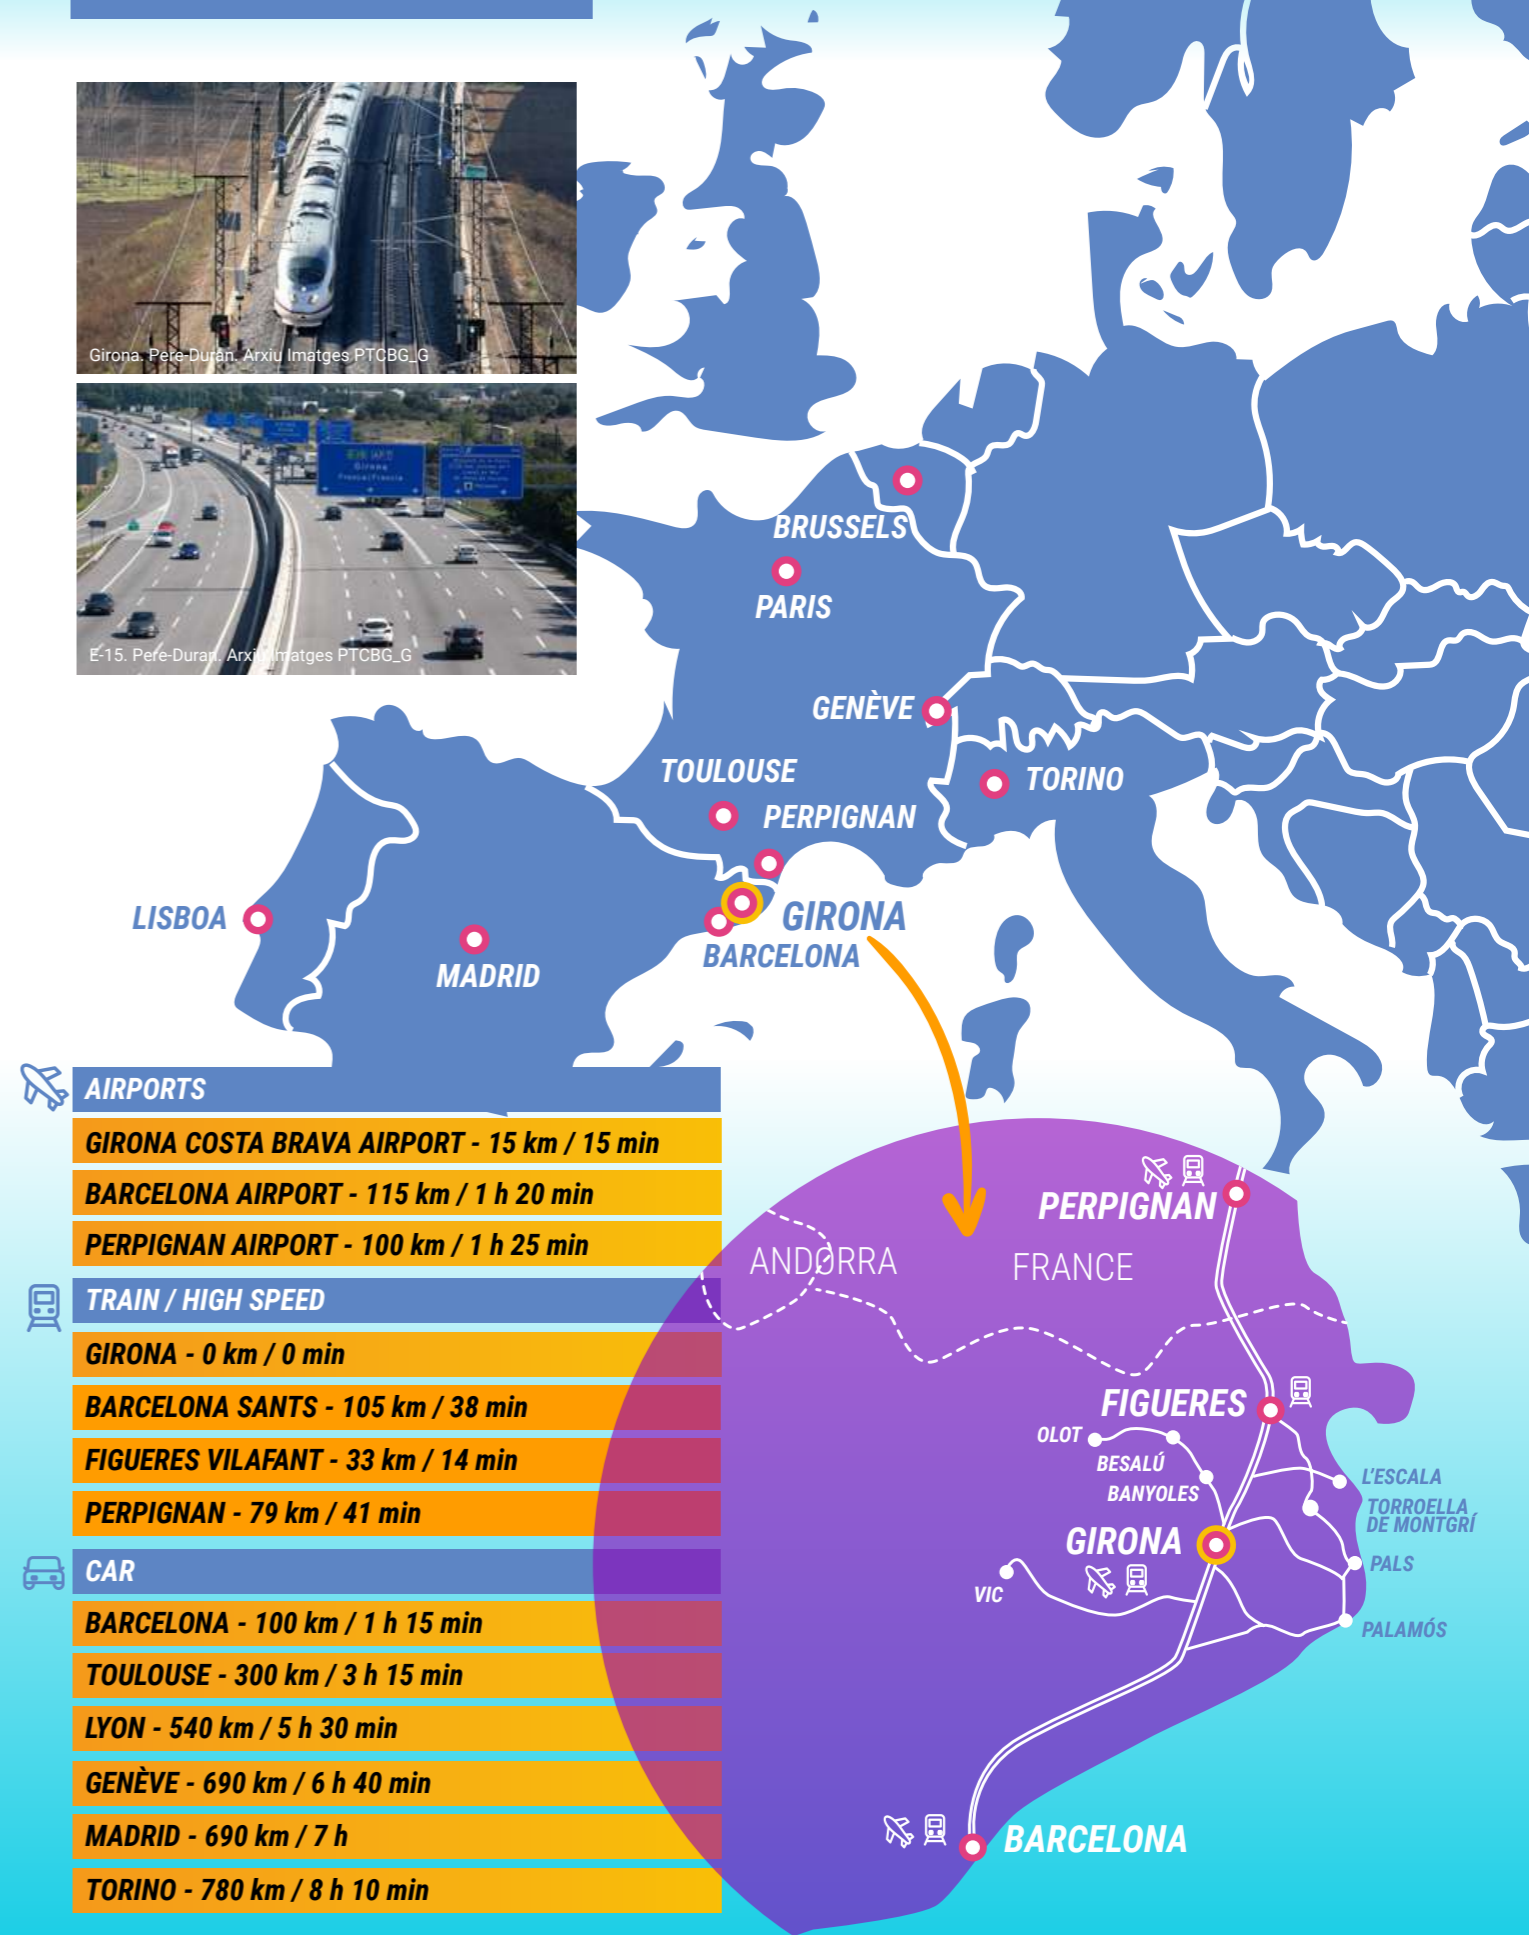 Girona. Pere-Duran. Arxiu Imatges PTCBG_G
Girona
E-15. Pere-Duran. Arxiu Imatges PTCBG_G
BRUSSELS
PARIS
GENÈVE
TOULOUSE
TORINO
PERPIGNAN
LISBOA
GIRONA
BARCELONA
MADRID
AIRPORTS
GIRONA COSTA BRAVA AIRPORT - 15 km / 15 min
BARCELONA AIRPORT - 115 km / 1 h 20 min
PERPIGNAN AIRPORT - 100 km / 1 h 25 min
TRAIN / HIGH SPEED
GIRONA - 0 km / 0 min
BARCELONA SANTS - 105 km / 38 min
FIGUERES VILAFANT - 33 km / 14 min
PERPIGNAN - 79 km / 41 min
CAR
BARCELONA - 100 km / 1 h 15 min
TOULOUSE - 300 km / 3 h 15 min
LYON - 540 km / 5 h 30 min
GENÈVE - 690 km / 6 h 40 min
MADRID - 690 km / 7 h
TORINO - 780 km / 8 h 10 min
PERPIGNAN
ANDORRA
FRANCE
FIGUERES
OLOT
BESALÚ
BANYOLES
L'ESCALA
TORROELLA
DE MONTGRÍ
GIRONA
PALS
VIC
PALAMÓS
BARCELONA